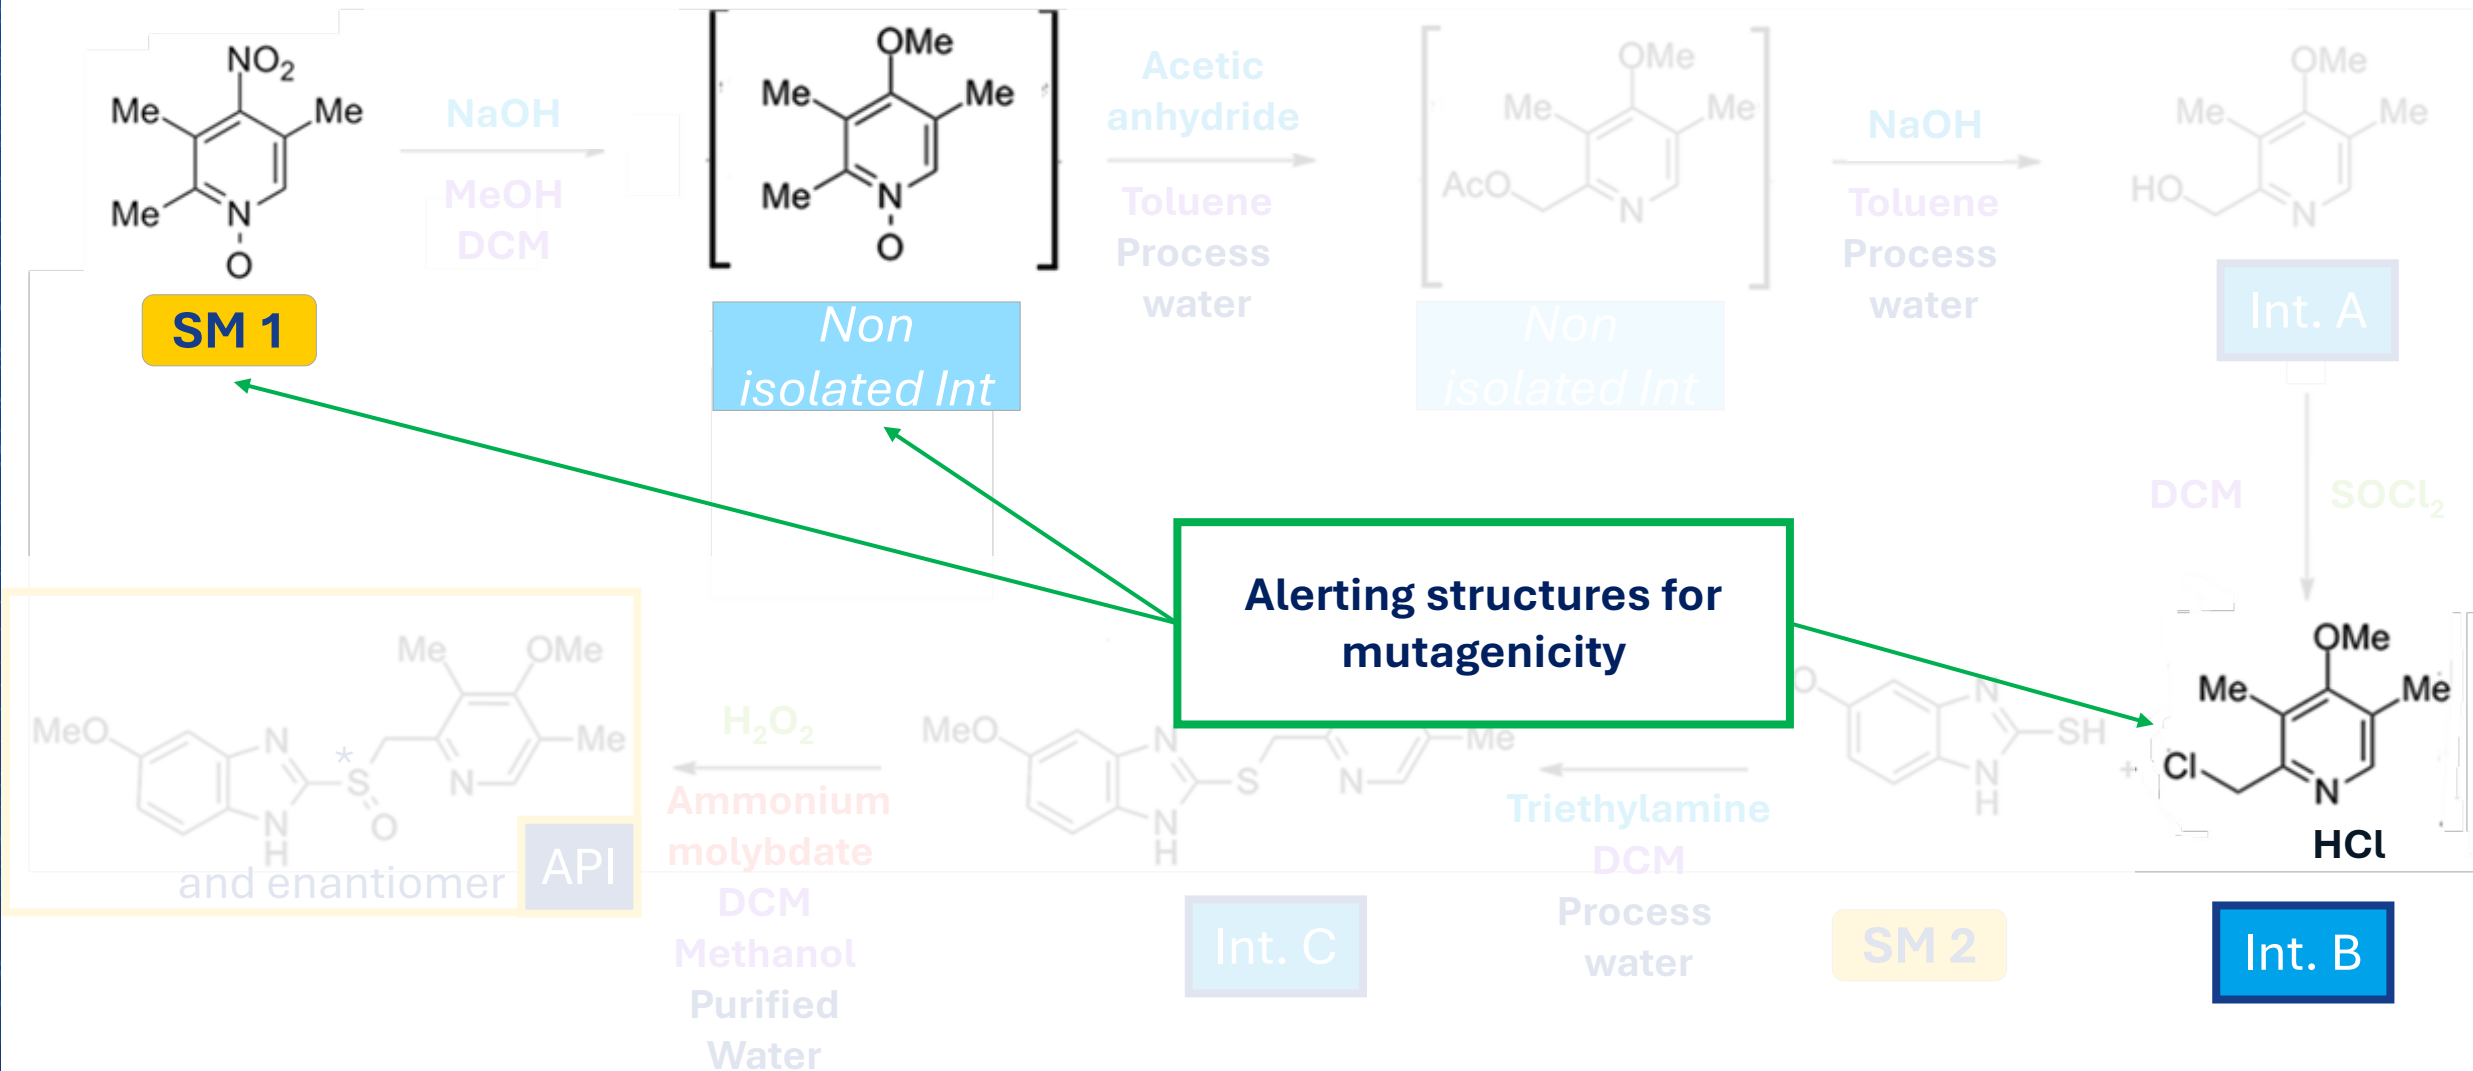 NO2
Me
Me
Me
N
O
SM 1
NaOH
MeOH
DCM
OMe
Me
Me
Me
N
O
Non
isolated Int
Acetic
anhydride
Toluene
Process
water
OMe
Me
Me
AcO
N
Non
isolated Int
NaOH
Toluene
Process
water
OMe
Me
Me
HO
N
Int. A
DCM
SOCl2
Alerting structures for
mutagenicity
OMe
Me
Me
Cl
N
HCl
Int. B
+
O
N
SH
N
H
SM 2
Triethylamine
DCM
Process
water
MeO
N
S
N
Me
N
H
Int. C
H2O2
Ammonium
molybdate
DCM
Methanol
Purified
Water
Me
OMe
MeO
N
*
S
Me
N
O
N
H
and enantiomer
API